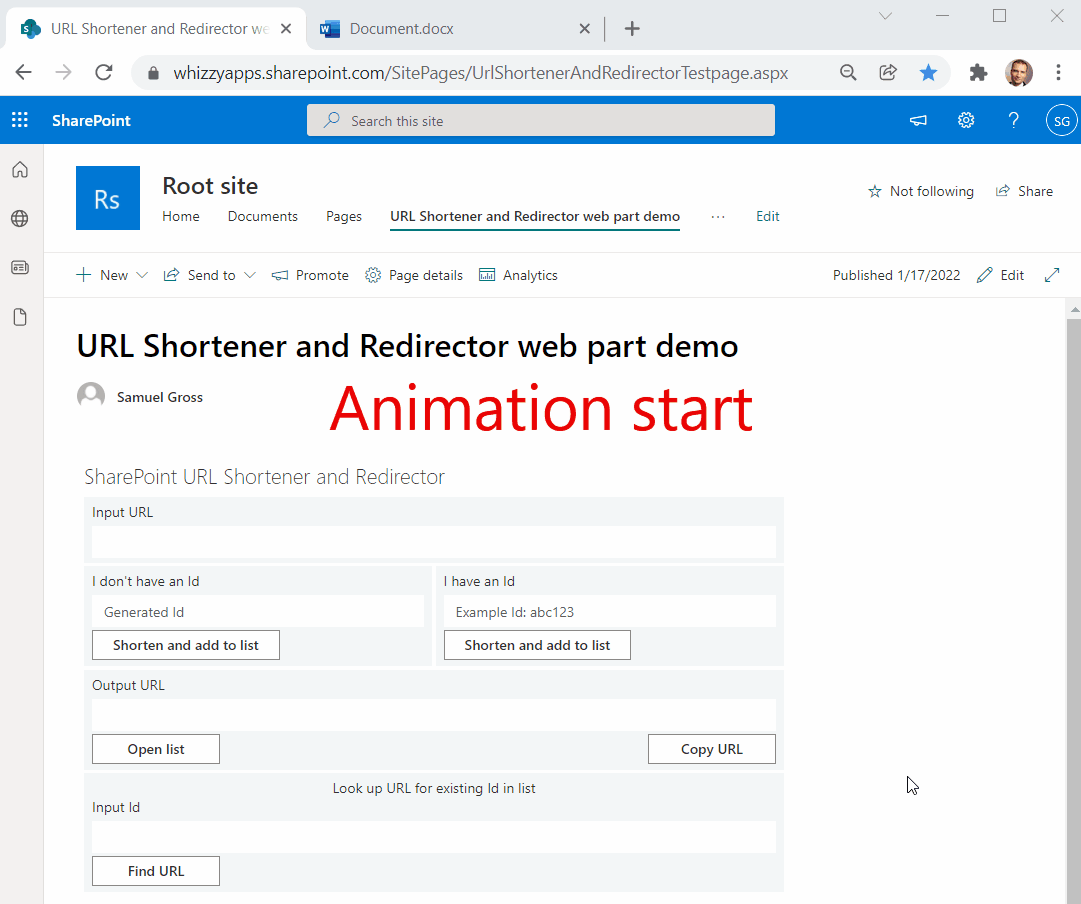 URL Shortener and Redirector we
Document.docx
whizzyapps.sharepoint.com/SitePages/UrlShortenerAndRedirectorTestpage.aspx
SharePoint
Search this site
SG
Rs
Root site
Not following
Share
Home
Documents
Pages
URL Shortener and Redirector web part demo
...
Edit
New
Send to
Promote
Page details
Analytics
Published 1/17/2022
Edit
URL Shortener and Redirector web part demo
Samuel Gross
Animation start
SharePoint URL Shortener and Redirector
Input URL
I don't have an Id
I have an Id
Generated Id
Example Id: abc123
Shorten and add to list
Shorten and add to list
Output URL
Open list
Copy URL
Look up URL for existing Id in list
Input Id
Find URL